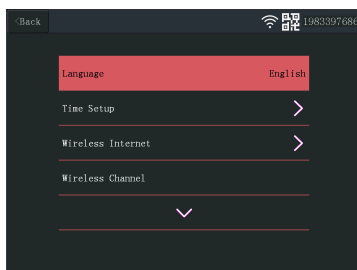 <Back
1983397686
Language English
Time Setup
Wireless Internet
Wireless Channel